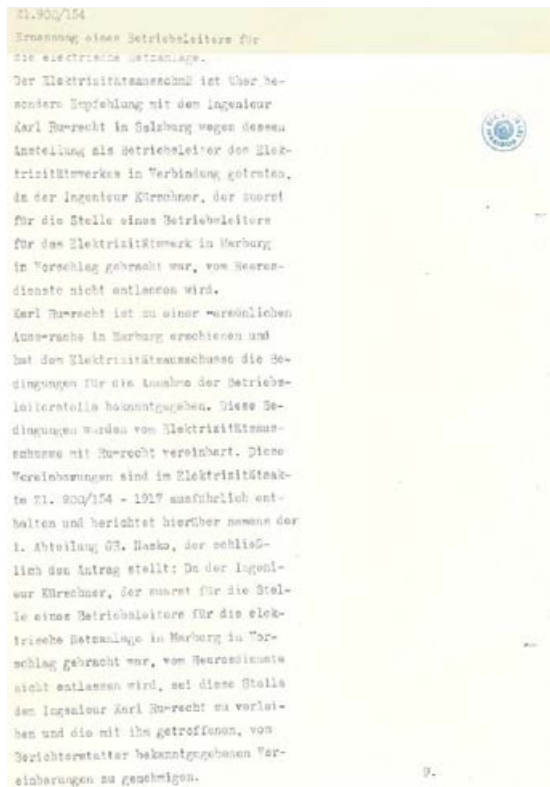 Zl.900/154
Ernennung eines Betriebsleiters für
die electrische Netzanlage.
Der Elektrizitätsausschuß ist über be-
sondere Empfehlung mit dem Ingenieur
Karl Ruprecht in Salzburg wegen dessen
Anstellung als Betriebsleiter des Elek-
trizitätswerkes in Verbindung getreten,
da der Ingenieur Kürschner, der zuerst
für die Stelle eines Betriebsleiters
für das Elektrizitätswerk in Marburg
in Vorschlag gebracht war, vom Heeres-
dienste nicht entlassen wird.
Karl Ruprecht ist zu einer persönlichen
Aussprache in Marburg erschienen und
hat dem Elektrizitätsausschusse die Be-
dingungen für die Annahme der Betriebs-
leiterstelle bekanntgegeben. Diese Be-
dingungen wurden vom Elektrizitätsaus-
schusse mit Ruprecht vereinbart. Diese
Vereinbarungen sind im Elektrizitätsak-
te Zl. 900/154 - 1917 ausführlich ent-
halten und berichtet hierüber namens der
1. Abteilung GR. Nasko, der schließ-
lich den Antrag stellt: Da der Ingeni-
eur Kürschner, der zuerst für die Stel-
le eines Betriebsleiters für die elek-
trische Netzanlage in Marburg in Vor-
schlag gebracht war, vom Heeresdienste
nicht entlassen wird, sei diese Stelle
dem Ingenieur Karl Ruprecht zu verlei-
hen und die mit ihm getroffenen, vom
Berichterstatter bekanntgegebenen Ver-
einbarungen zu genehmigen.
9.